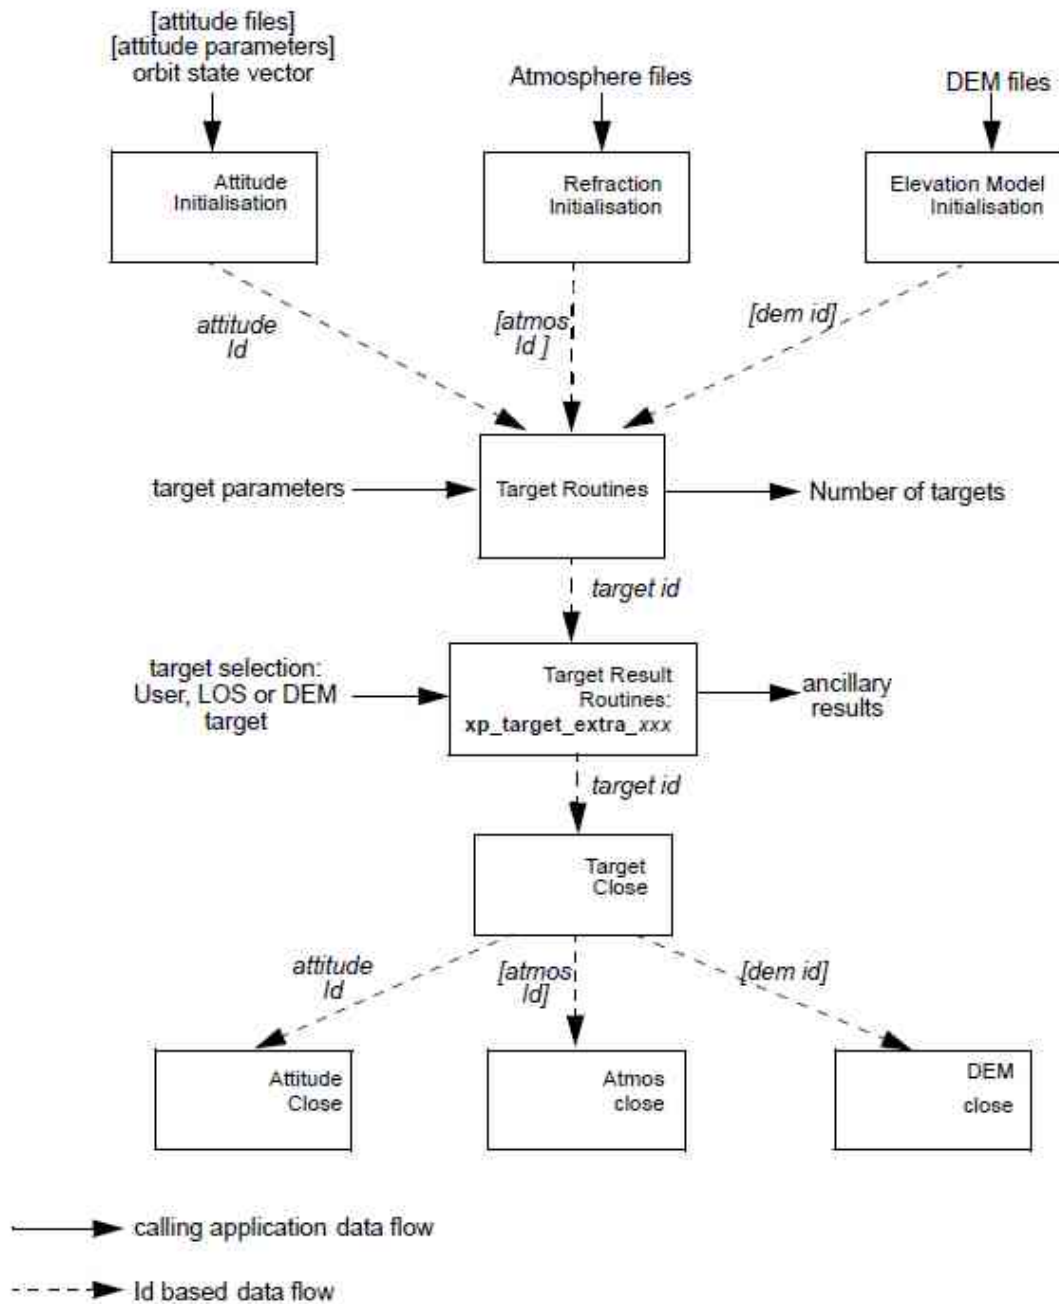 [attitude files]
[attitude parameters]
orbit state vector
Atmosphere files
DEM files
Attitude
Initialisation
Refraction
Initialisation
Elevation Model
Initialisation
attitude
Id
[atmos
Id ]
[dem id]
target parameters
Target Routines
Number of targets
target id
target selection:
User, LOS or DEM
target
Target Result
Routines:
xp_target_extra_xxx
ancillary
results
target id
Target
Close
attitude
Id
[atmos
Id]
[dem id]
Attitude
Close
Atmos
close
DEM
close
calling application data flow
Id based data flow